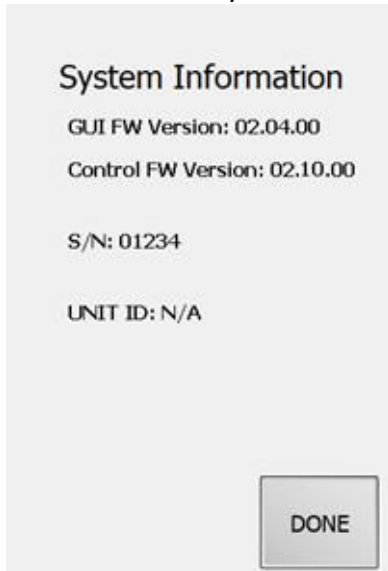 System Information
GUI FW Version: 02.04.00
Control FW Version: 02.10.00
S/N: 01234
UNIT ID: N/A
DONE